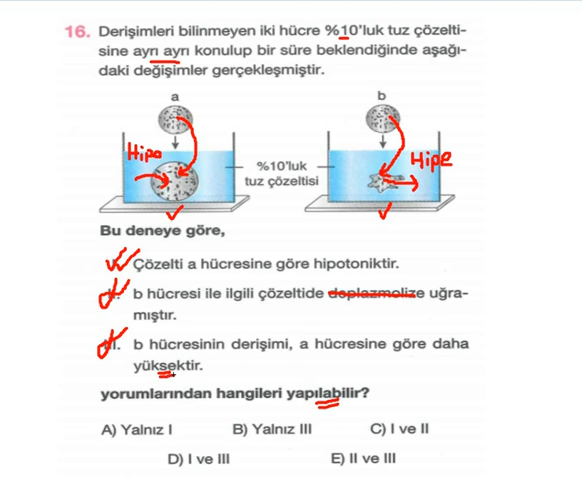 16. Derişimleri bilinmeyen iki hücre %10'luk tuz çözelti-
sine ayrı ayrı konulup bir süre beklendiğinde aşağı-
daki değişimler gerçekleşmiştir.
a
b
Hipo
Hipe
%10'luk
tuz çözeltisi
Bu deneye göre,
Çözelti a hücresine göre hipotoniktir.
b hücresi ile ilgili çözeltide deplazmolize uğra-
mıştır.
I. b hücresinin derişimi, a hücresine göre daha
yüksektir.
yorumlarından hangileri yapılabilir?
A) Yalnız I
B) Yalnız III
C) I ve II
D) I ve III
E) II ve III